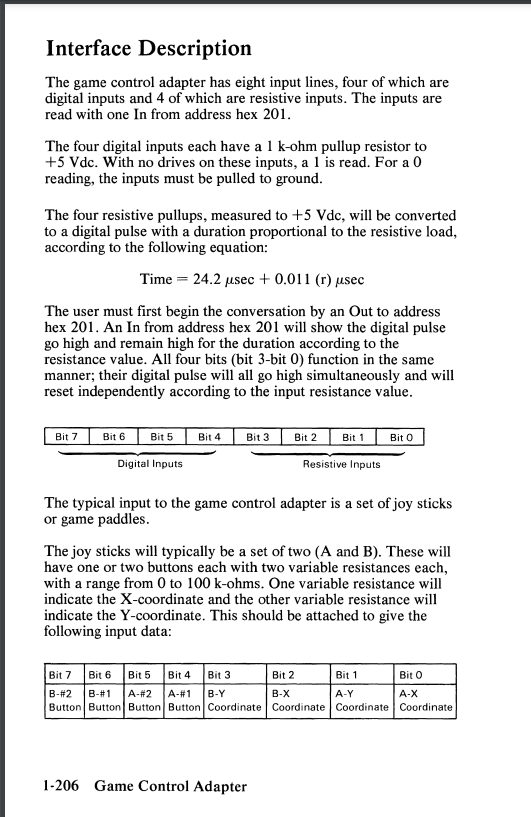 Interface Description
The game control adapter has eight input lines, four of which are
digital inputs and 4 of which are resistive inputs. The inputs are
read with one In from address hex 201.
The four digital inputs each have a 1 k-ohm pullup resistor to
+5 Vdc. With no drives on these inputs, a 1 is read. For a 0
reading, the inputs must be pulled to ground.
The four resistive pullups, measured to +5 Vdc, will be converted
to a digital pulse with a duration proportional to the resistive load,
according to the following equation:
Time = 24.2 μsec + 0.011 (r) μsec
The user must first begin the conversation by an Out to address
hex 201. An In from address hex 201 will show the digital pulse
go high and remain high for the duration according to the
resistance value. All four bits (bit 3-bit 0) function in the same
manner; their digital pulse will all go high simultaneously and will
reset independently according to the input resistance value.
Bit 7 Bit 6 Bit 5 Bit 4 Bit 3 Bit 2 Bit 1 Bit 0
Digital Inputs Resistive Inputs
The typical input to the game control adapter is a set of joy sticks
or game paddles.
The joy sticks will typically be a set of two (A and B). These will
have one or two buttons each with two variable resistances each,
with a range from 0 to 100 k-ohms. One variable resistance will
indicate the X-coordinate and the other variable resistance will
indicate the Y-coordinate. This should be attached to give the
following input data:
Bit 7 Bit 6 Bit 5 Bit 4 Bit 3 Bit 2 Bit 1 Bit 0
B-#2 B-#1 A-#2 A-#1 B-Y B-X A-Y A-X
Button Button Button Button Coordinate Coordinate Coordinate Coordinate
1-206 Game Control Adapter